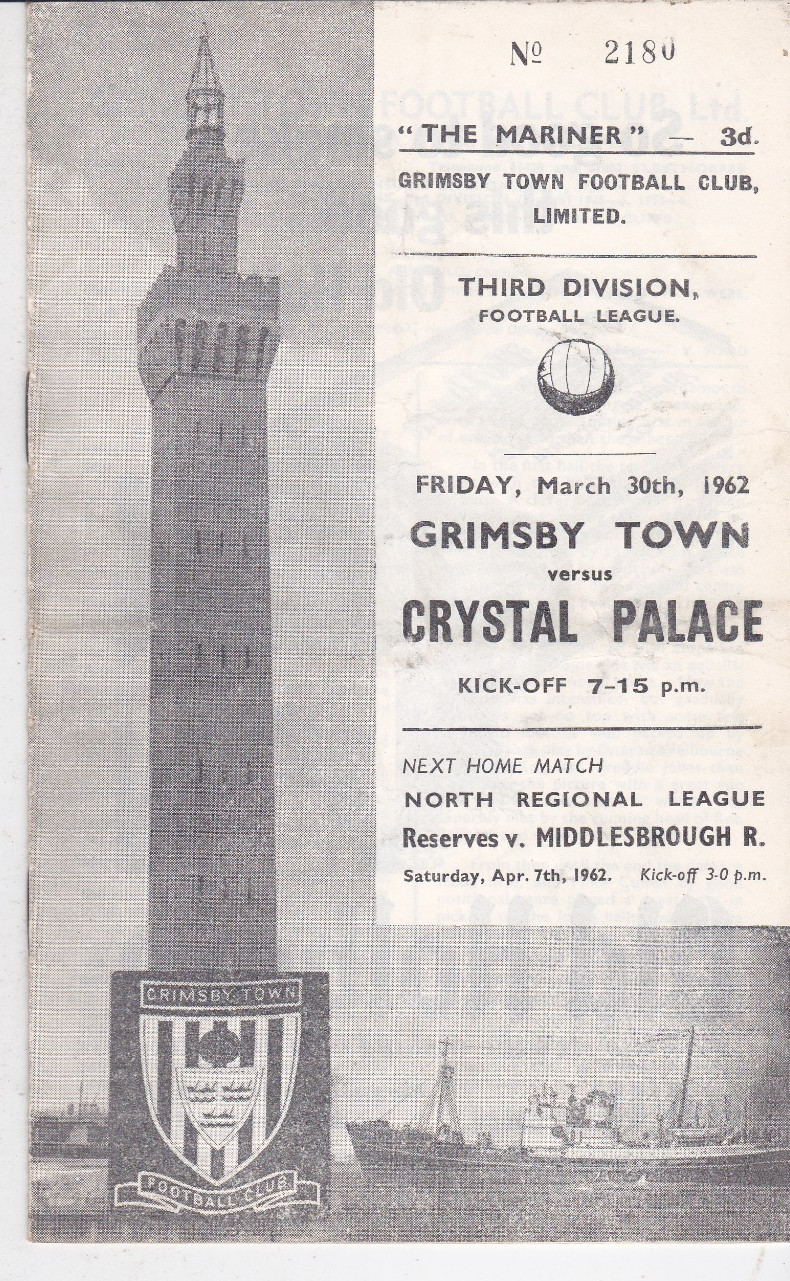 Nº 2180
"THE MARINER" — 3d.
GRIMSBY TOWN FOOTBALL CLUB,
LIMITED.
THIRD DIVISION,
FOOTBALL LEAGUE.
FRIDAY, March 30th, 1962
GRIMSBY TOWN
versus
CRYSTAL PALACE
KICK-OFF 7-15 p.m.
NEXT HOME MATCH
NORTH REGIONAL LEAGUE
Reserves v. MIDDLESBROUGH R.
Saturday, Apr. 7th, 1962. Kick-off 3-0 p.m.
GRIMSBY TOWN
FOOTBALL CLUB